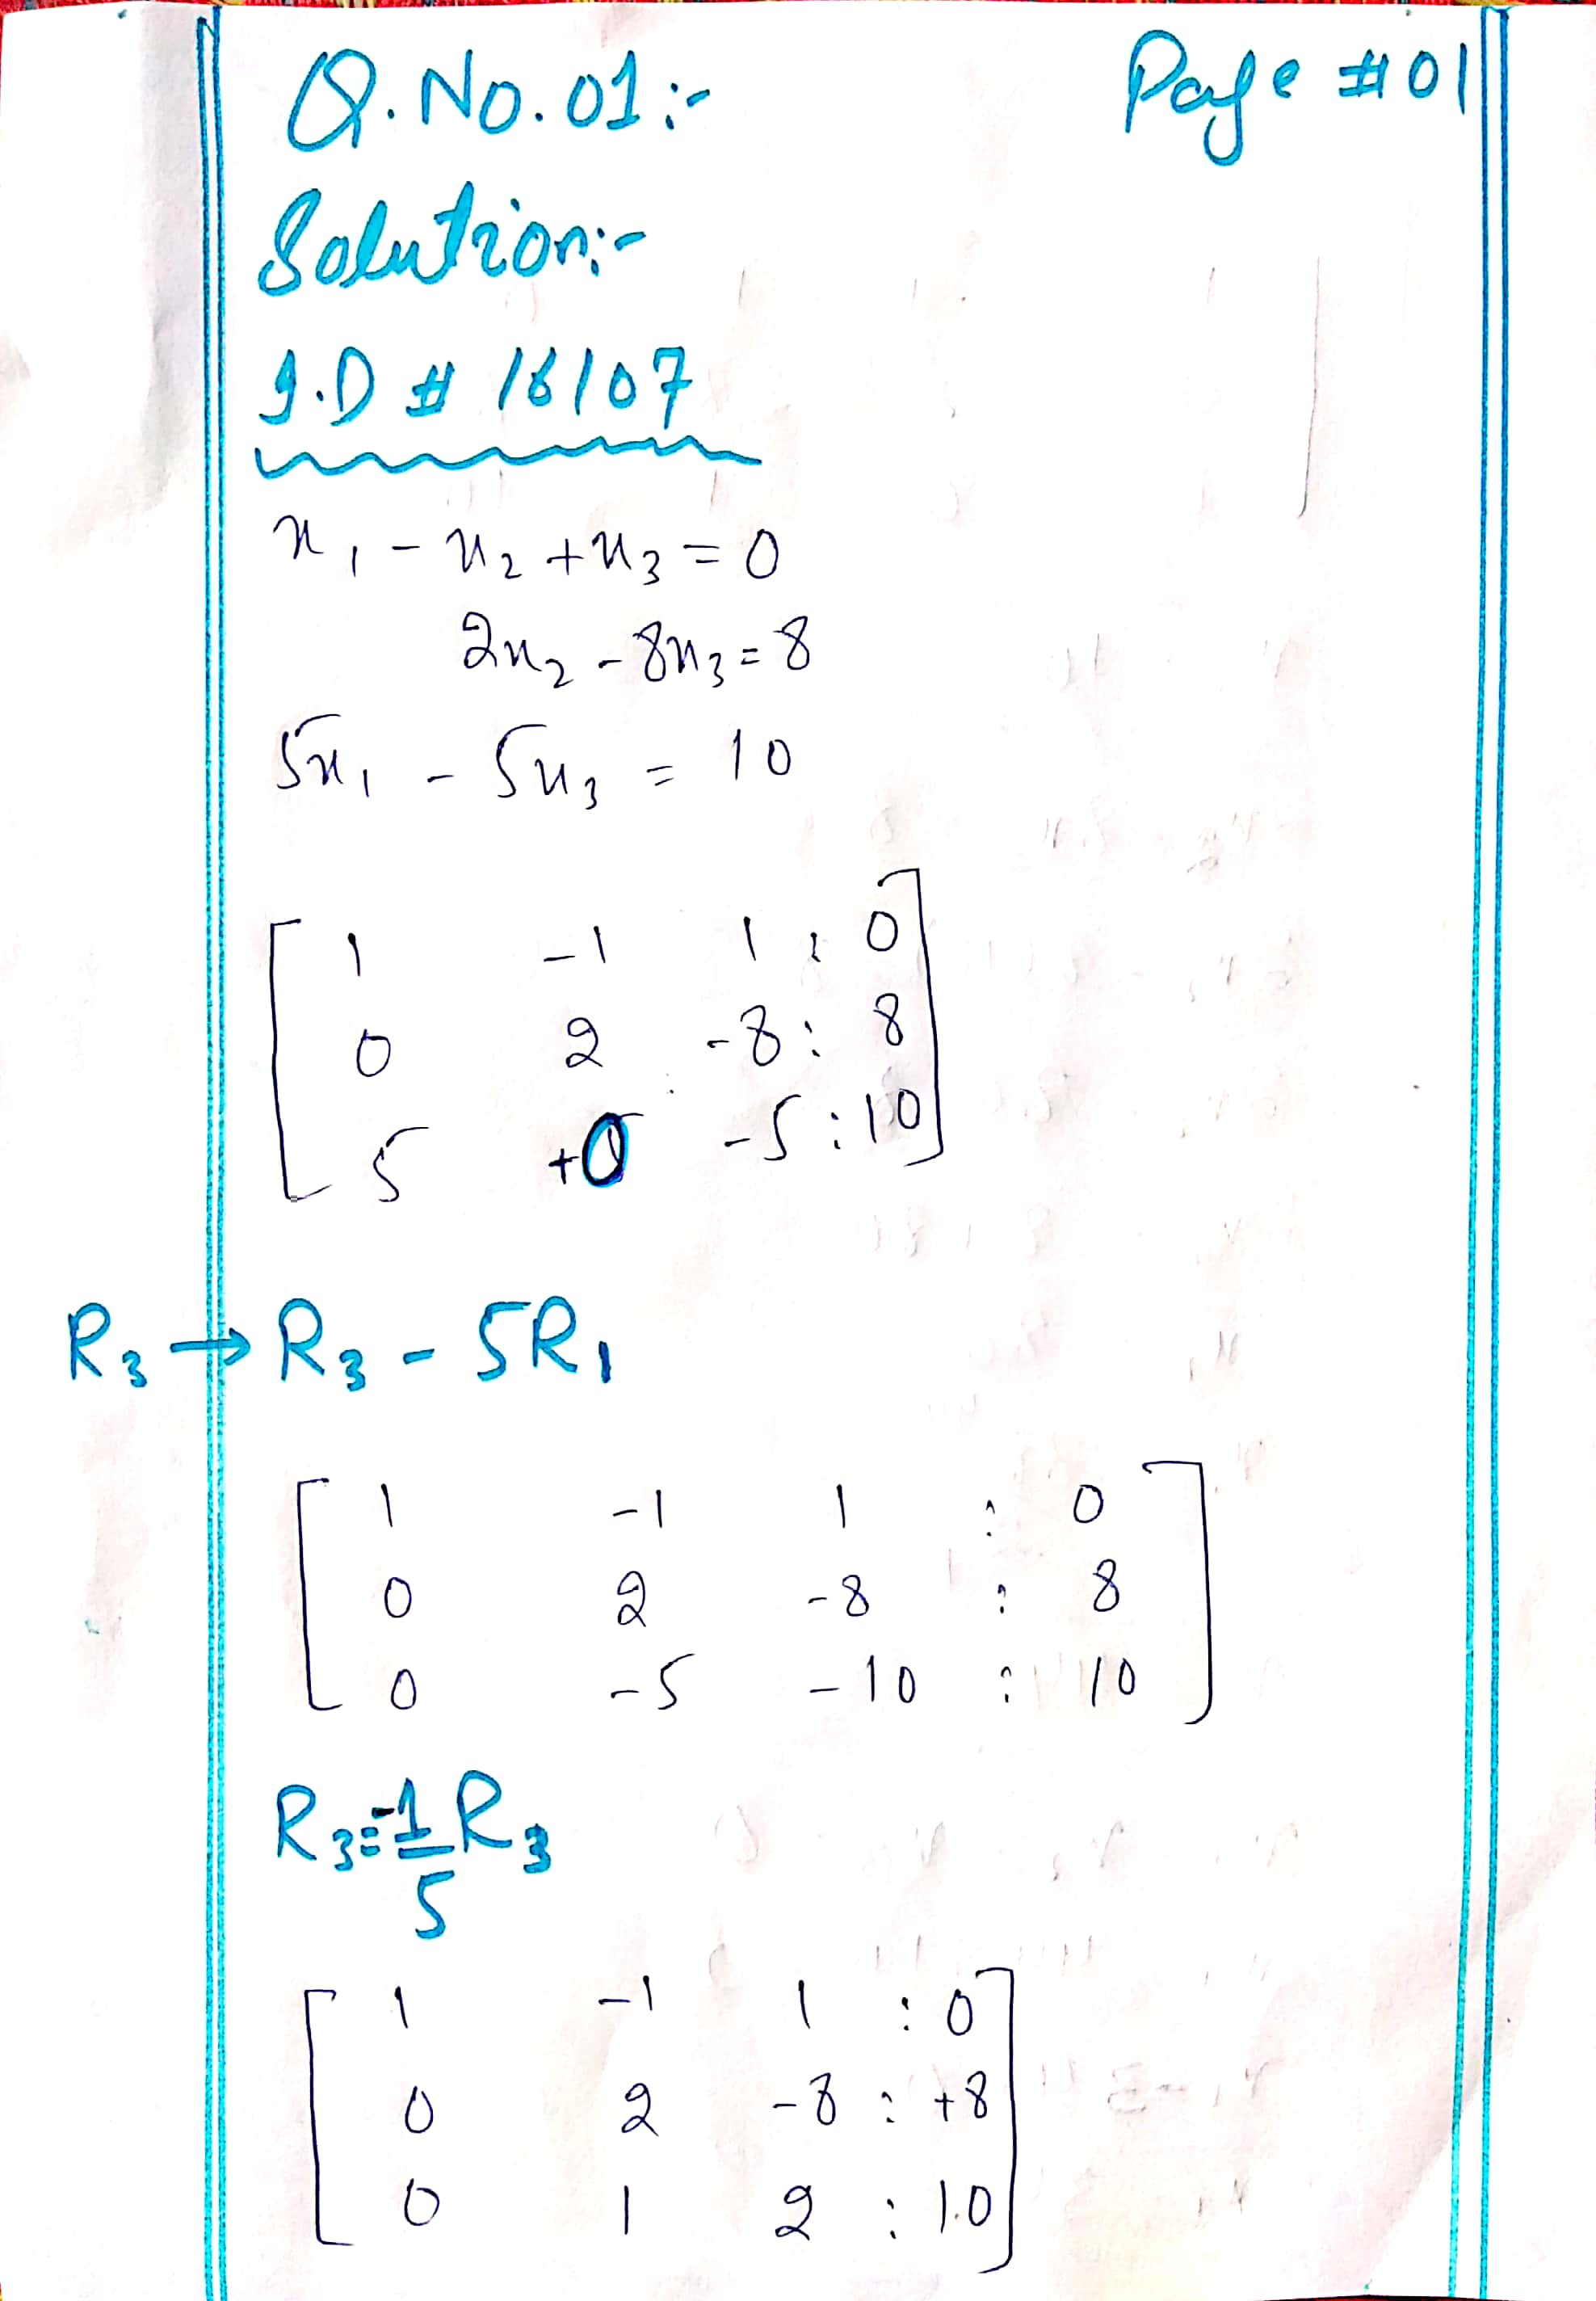 Q. No. 01 :-
Page # 01
Solution:-
I.D # 16107
x₁ - x₂ + x₃ = 0
2x₂ - 8x₃ = 8
5x₁ - 5x₃ = 10
1 -1 1 : 0
0 2 -8 : 8
5 +0 -5 : 10
R₃ → R₃ - 5R₁
1 -1 1 : 0
0 2 -8 : 8
0 -5 -10 : 10
R₃ = -1/5 R₃
1 -1 1 : 0
0 2 -8 : +8
0 1 2 : 1.0